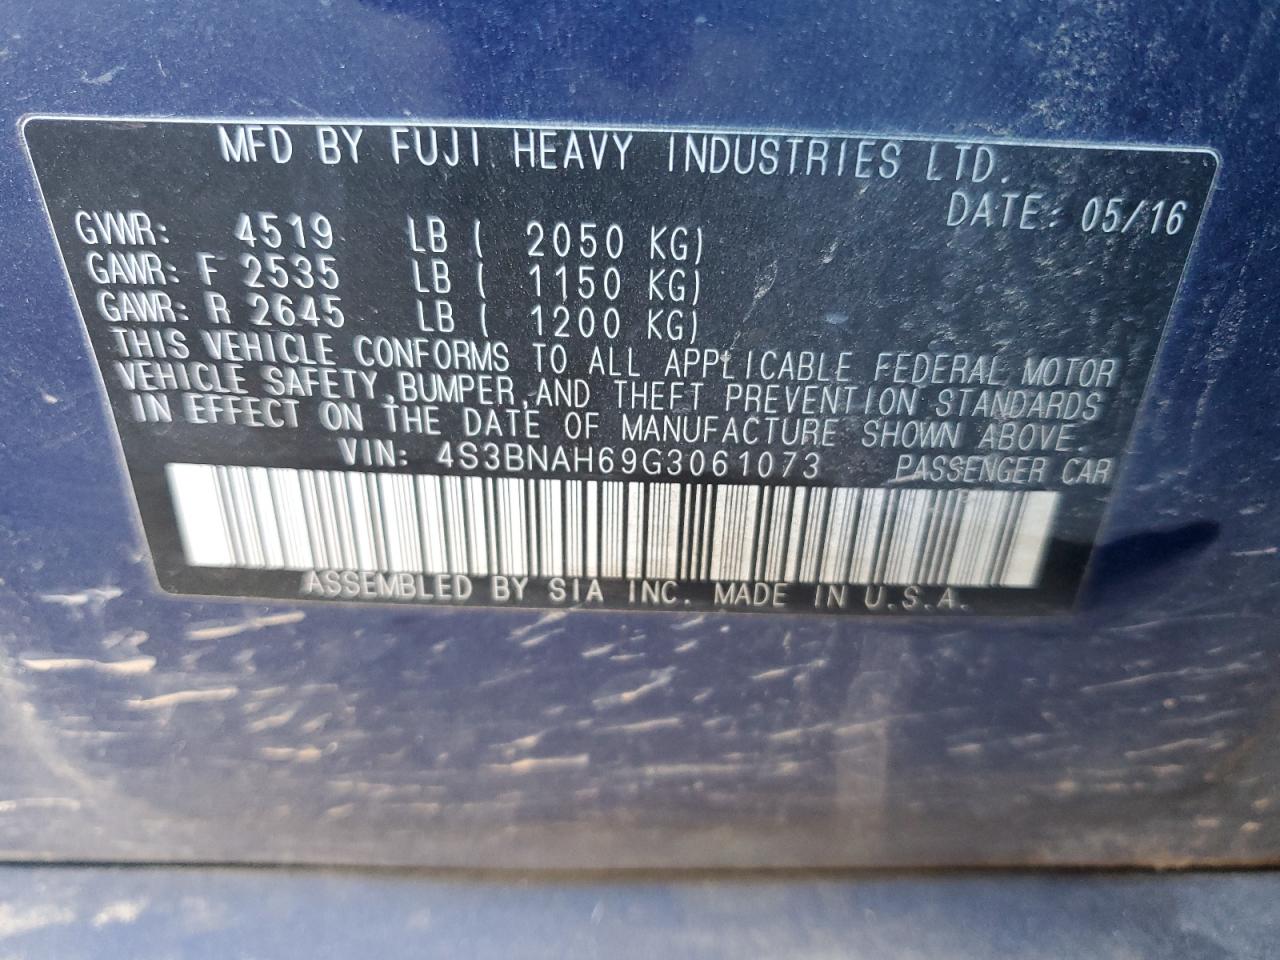 MFD BY FUJI HEAVY INDUSTRIES LTD.
DATE: 05/16
GVWR: 4519 LB ( 2050 KG)
GAWR: F 2535 LB ( 1150 KG)
GAWR: R 2645 LB ( 1200 KG)
THIS VEHICLE CONFORMS TO ALL APPLICABLE FEDERAL MOTOR
VEHICLE SAFETY,BUMPER,AND THEFT PREVENTION STANDARDS
IN EFFECT ON THE DATE OF MANUFACTURE SHOWN ABOVE.
VIN: 4S3BNAH69G3061073 PASSENGER CAR
ASSEMBLED BY SIA INC. MADE IN U.S.A.